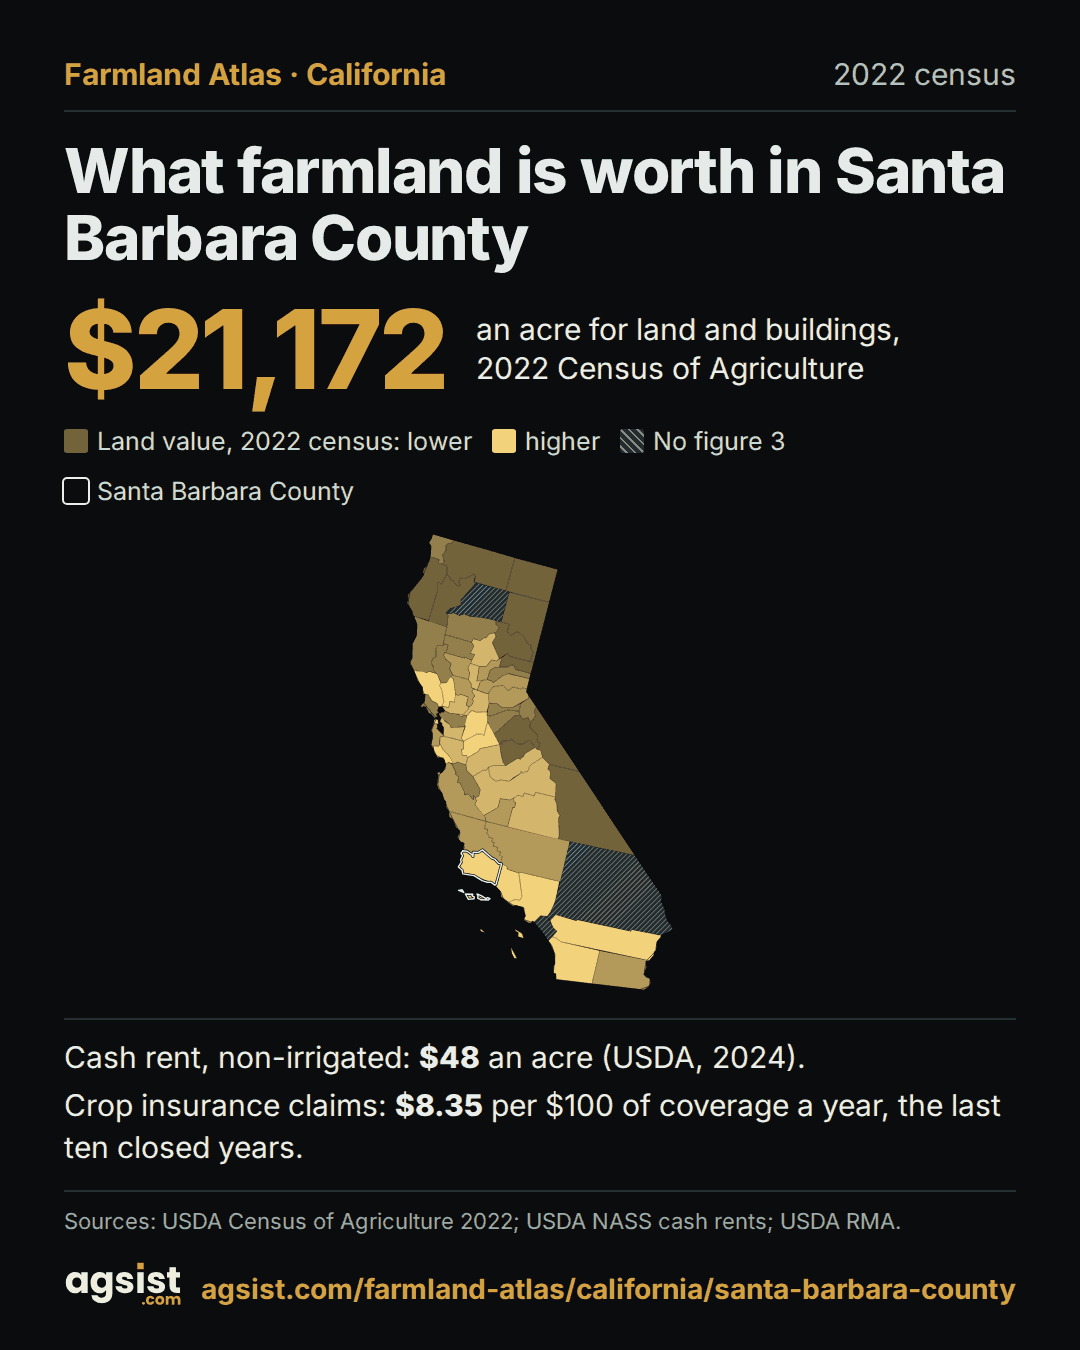 Farmland Atlas · California
2022 census
What farmland is worth in Santa
Barbara County
$21,172
an acre for land and buildings,
2022 Census of Agriculture
Land value, 2022 census: lower
higher
No figure 3
Santa Barbara County
Cash rent, non-irrigated: $48 an acre (USDA, 2024).
Crop insurance claims: $8.35 per $100 of coverage a year, the last
ten closed years.
Sources: USDA Census of Agriculture 2022; USDA NASS cash rents; USDA RMA.
agsist
.com
agsist.com/farmland-atlas/california/santa-barbara-county